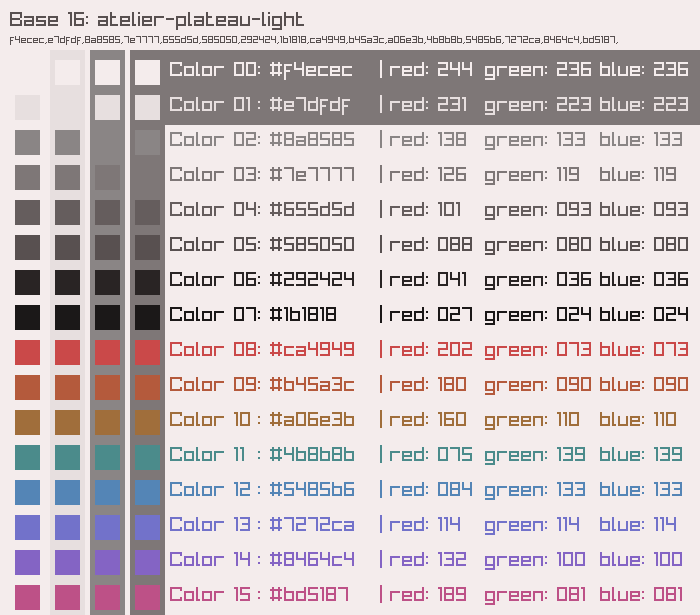 Base 16: atelier-plateau-light
f4ecec,e7dfdf,8a8585,7e7777,655d5d,585050,292424,1b1818,ca4949,b45a3c,a06e3b,4b8b8b,5485b6,7272ca,8464c4,bd5187,
Color 00: #f4ecec | red: 244 green: 236 blue: 236
Color 01 : #e7dfdf | red: 231 green: 223 blue: 223
Color 02: #8a8585 | red: 138 green: 133 blue: 133
Color 03: #7e7777 | red: 126 green: 119 blue: 119
Color 04: #655d5d | red: 101 green: 093 blue: 093
Color 05: #585050 | red: 088 green: 080 blue: 080
Color 06: #292424 | red: 041 green: 036 blue: 036
Color 07: #1b1818 | red: 027 green: 024 blue: 024
Color 08: #ca4949 | red: 202 green: 073 blue: 073
Color 09: #b45a3c | red: 180 green: 090 blue: 090
Color 10 : #a06e3b | red: 160 green: 110 blue: 110
Color 11 : #4b8b8b | red: 075 green: 139 blue: 139
Color 12 : #5485b6 | red: 084 green: 133 blue: 133
Color 13 : #7272ca | red: 114 green: 114 blue: 114
Color 14 : #8464c4 | red: 132 green: 100 blue: 100
Color 15 : #bd5187 | red: 189 green: 081 blue: 081